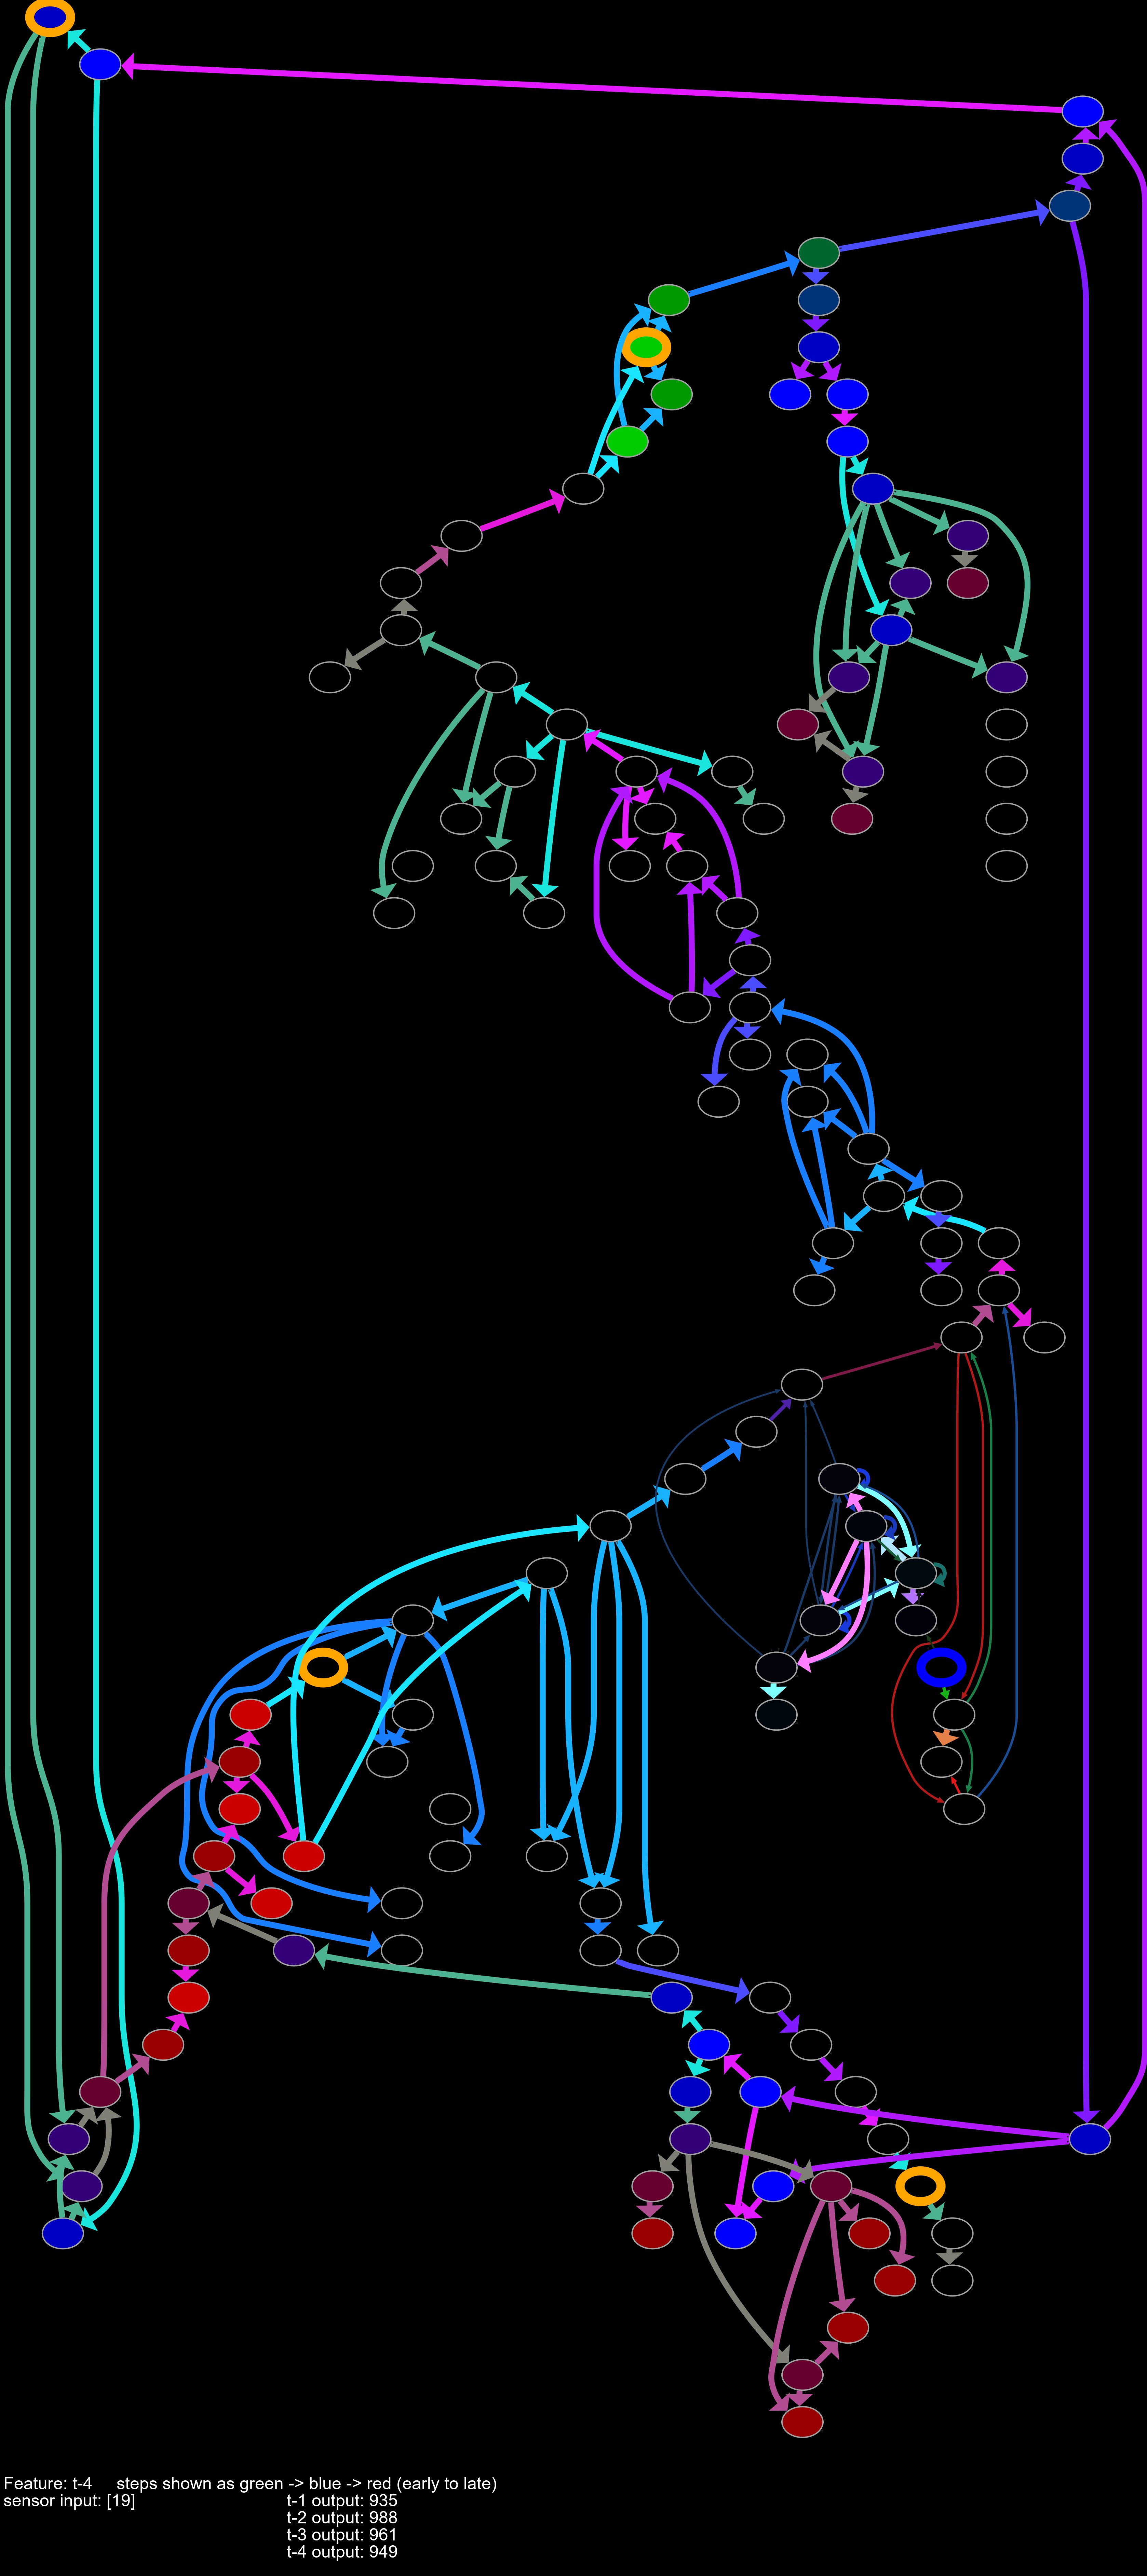 Feature: t-4 steps shown as green -> blue -> red (early to late)
sensor input: [19] t-1 output: 935
t-2 output: 988
t-3 output: 961
t-4 output: 949